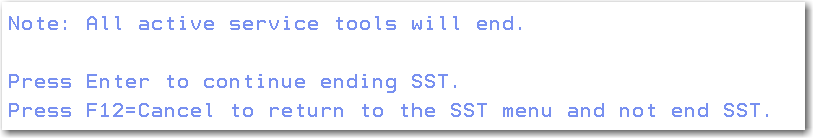 Note: All active service tools will end.
Press Enter to continue ending SST.
Press F12=Cancel to return to the SST menu and not end SST.